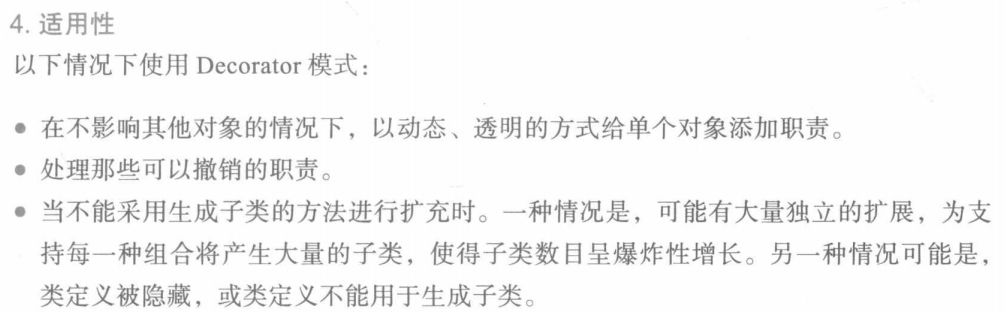 4. 适用性
以下情况下使用 Decorator 模式：
● 在不影响其他对象的情况下，以动态、透明的方式给单个对象添加职责。
● 处理那些可以撤销的职责。
● 当不能采用生成子类的方法进行扩充时。一种情况是，可能有大量独立的扩展，为支
持每一种组合将产生大量的子类，使得子类数目呈爆炸性增长。另一种情况可能是，
类定义被隐藏，或类定义不能用于生成子类。